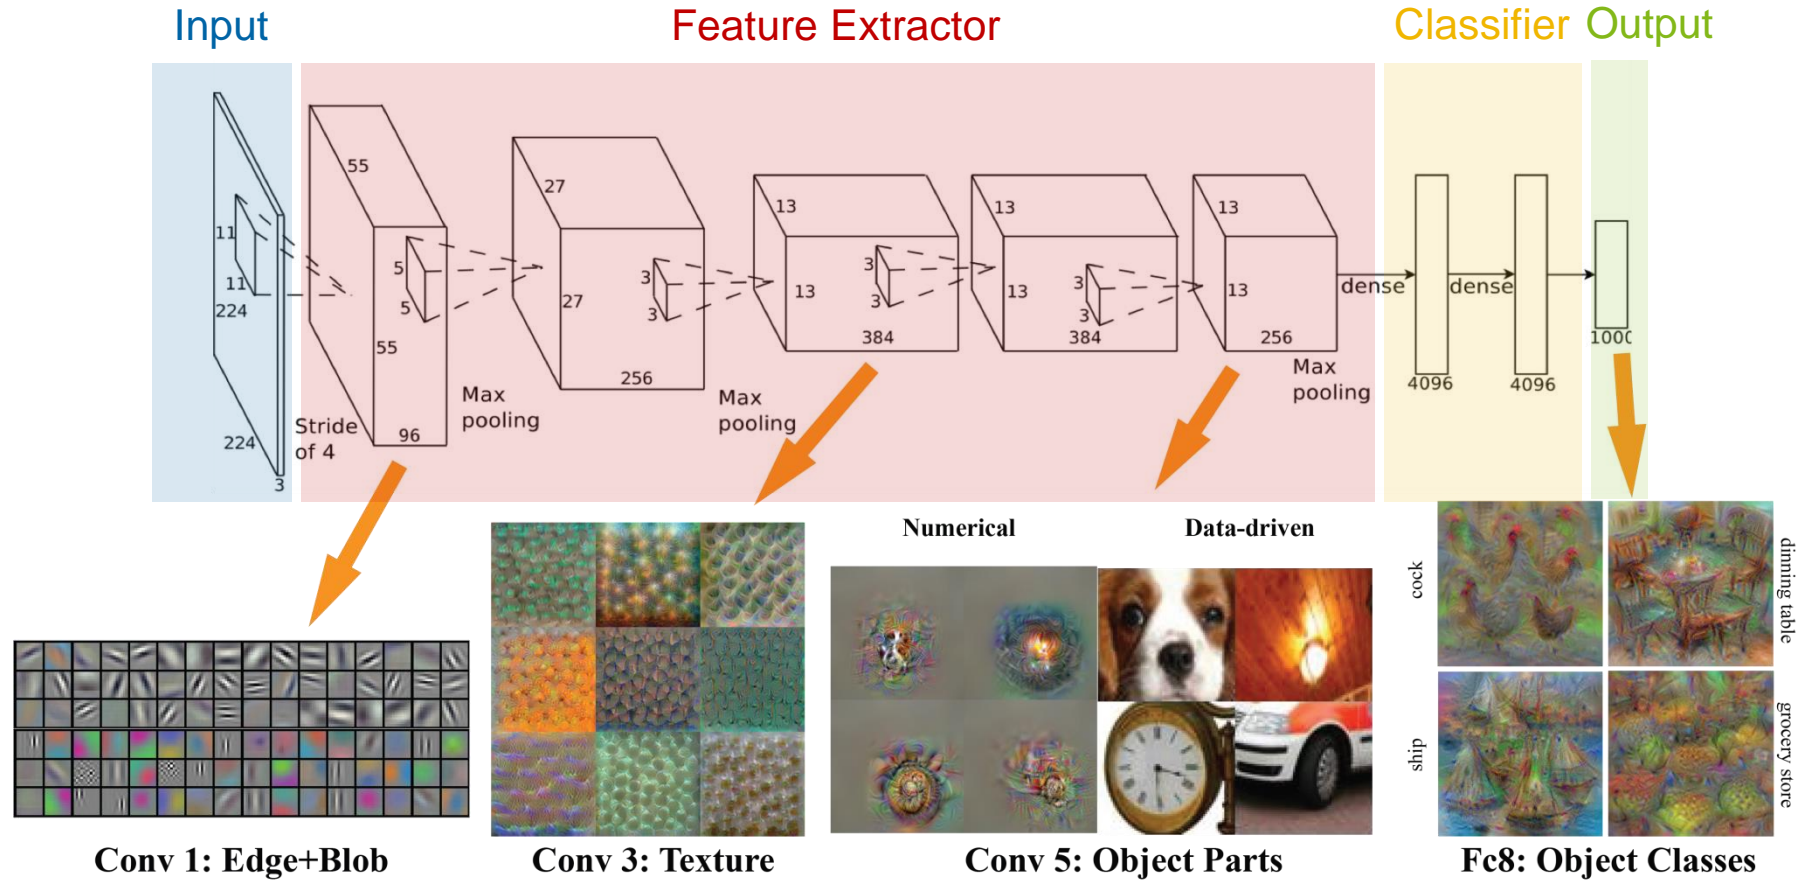 Input
Feature Extractor
Classifier
Output
11
11
224
224
3
55
55
5
5
96
Stride
of 4
Max
pooling
27
27
3
3
256
Max
pooling
13
13
3
3
384
13
13
3
3
384
13
13
256
Max
pooling
dense
dense
4096
4096
1000
Numerical
Data-driven
cock
ship
dinning table
grocery store
Conv 1: Edge+Blob
Conv 3: Texture
Conv 5: Object Parts
Fc8: Object Classes